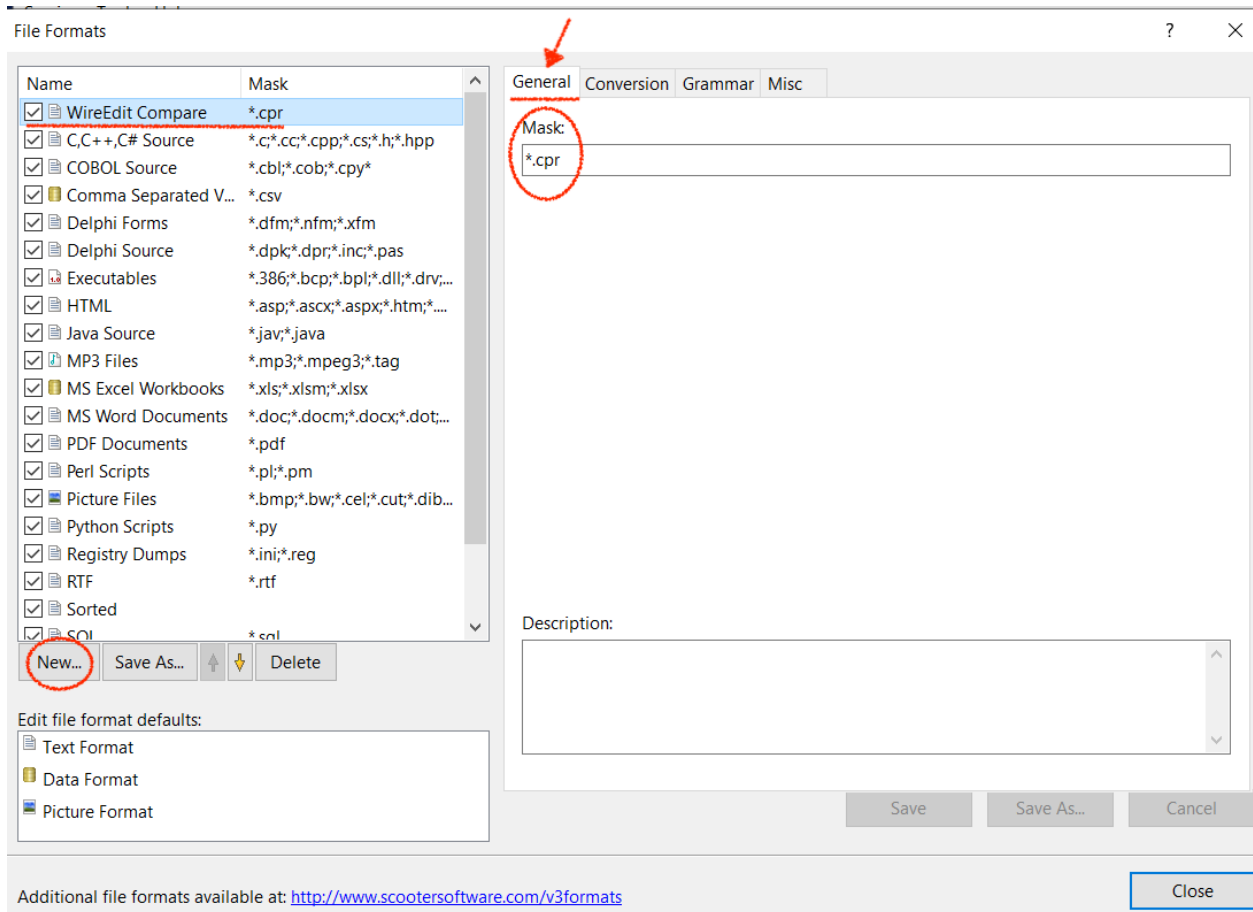 File Formats
? ×
Name Mask
WireEdit Compare *.cpr
C,C++,C# Source *.c;*.cc;*.cpp;*.cs;*.h;*.hpp
COBOL Source *.cbl;*.cob;*.cpy*
Comma Separated V... *.csv
Delphi Forms *.dfm;*.nfm;*.xfm
Delphi Source *.dpk;*.dpr;*.inc;*.pas
Executables *.386;*.bcp;*.bpl;*.dll;*.drv;...
HTML *.asp;*.ascx;*.aspx;*.htm;*....
Java Source *.jav;*.java
MP3 Files *.mp3;*.mpeg3;*.tag
MS Excel Workbooks *.xls;*.xlsm;*.xlsx
MS Word Documents *.doc;*.docm;*.docx;*.dot;...
PDF Documents *.pdf
Perl Scripts *.pl;*.pm
Picture Files *.bmp;*.bw;*.cel;*.cut;*.dib...
Python Scripts *.py
Registry Dumps *.ini;*.reg
RTF *.rtf
Sorted
SQL *.sql
New... Save As... Delete
Edit file format defaults:
Text Format
Data Format
Picture Format
General Conversion Grammar Misc
Mask:
*.cpr
Description:
Save Save As... Cancel
Additional file formats available at: http://www.scootersoftware.com/v3formats
Close